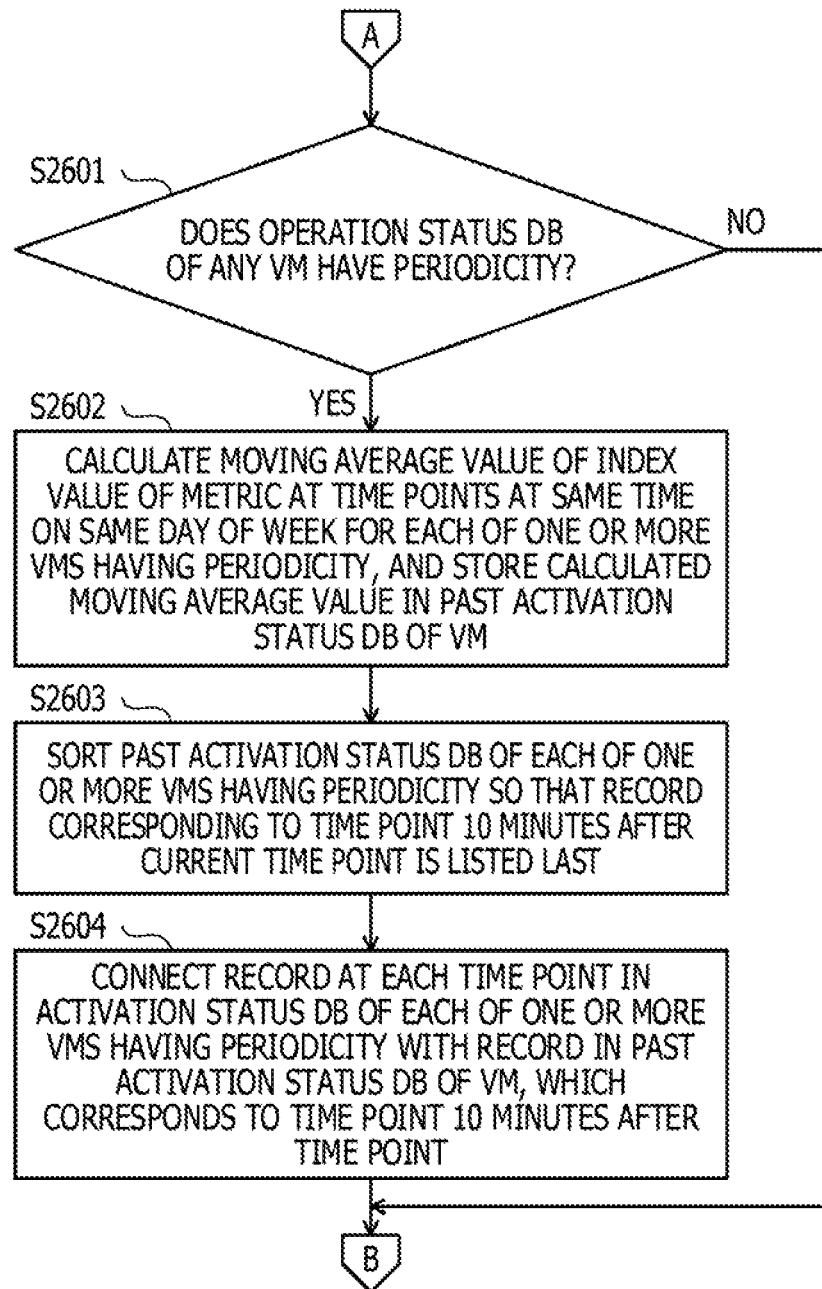 A
S2601
DOES OPERATION STATUS DB
OF ANY VM HAVE PERIODICITY?
NO
YES
S2602
CALCULATE MOVING AVERAGE VALUE OF INDEX
VALUE OF METRIC AT TIME POINTS AT SAME TIME
ON SAME DAY OF WEEK FOR EACH OF ONE OR MORE
VMS HAVING PERIODICITY, AND STORE CALCULATED
MOVING AVERAGE VALUE IN PAST ACTIVATION
STATUS DB OF VM
S2603
SORT PAST ACTIVATION STATUS DB OF EACH OF ONE
OR MORE VMS HAVING PERIODICITY SO THAT RECORD
CORRESPONDING TO TIME POINT 10 MINUTES AFTER
CURRENT TIME POINT IS LISTED LAST
S2604
CONNECT RECORD AT EACH TIME POINT IN
ACTIVATION STATUS DB OF EACH OF ONE OR MORE
VMS HAVING PERIODICITY WITH RECORD IN PAST
ACTIVATION STATUS DB OF VM, WHICH
CORRESPONDS TO TIME POINT 10 MINUTES AFTER
TIME POINT
B